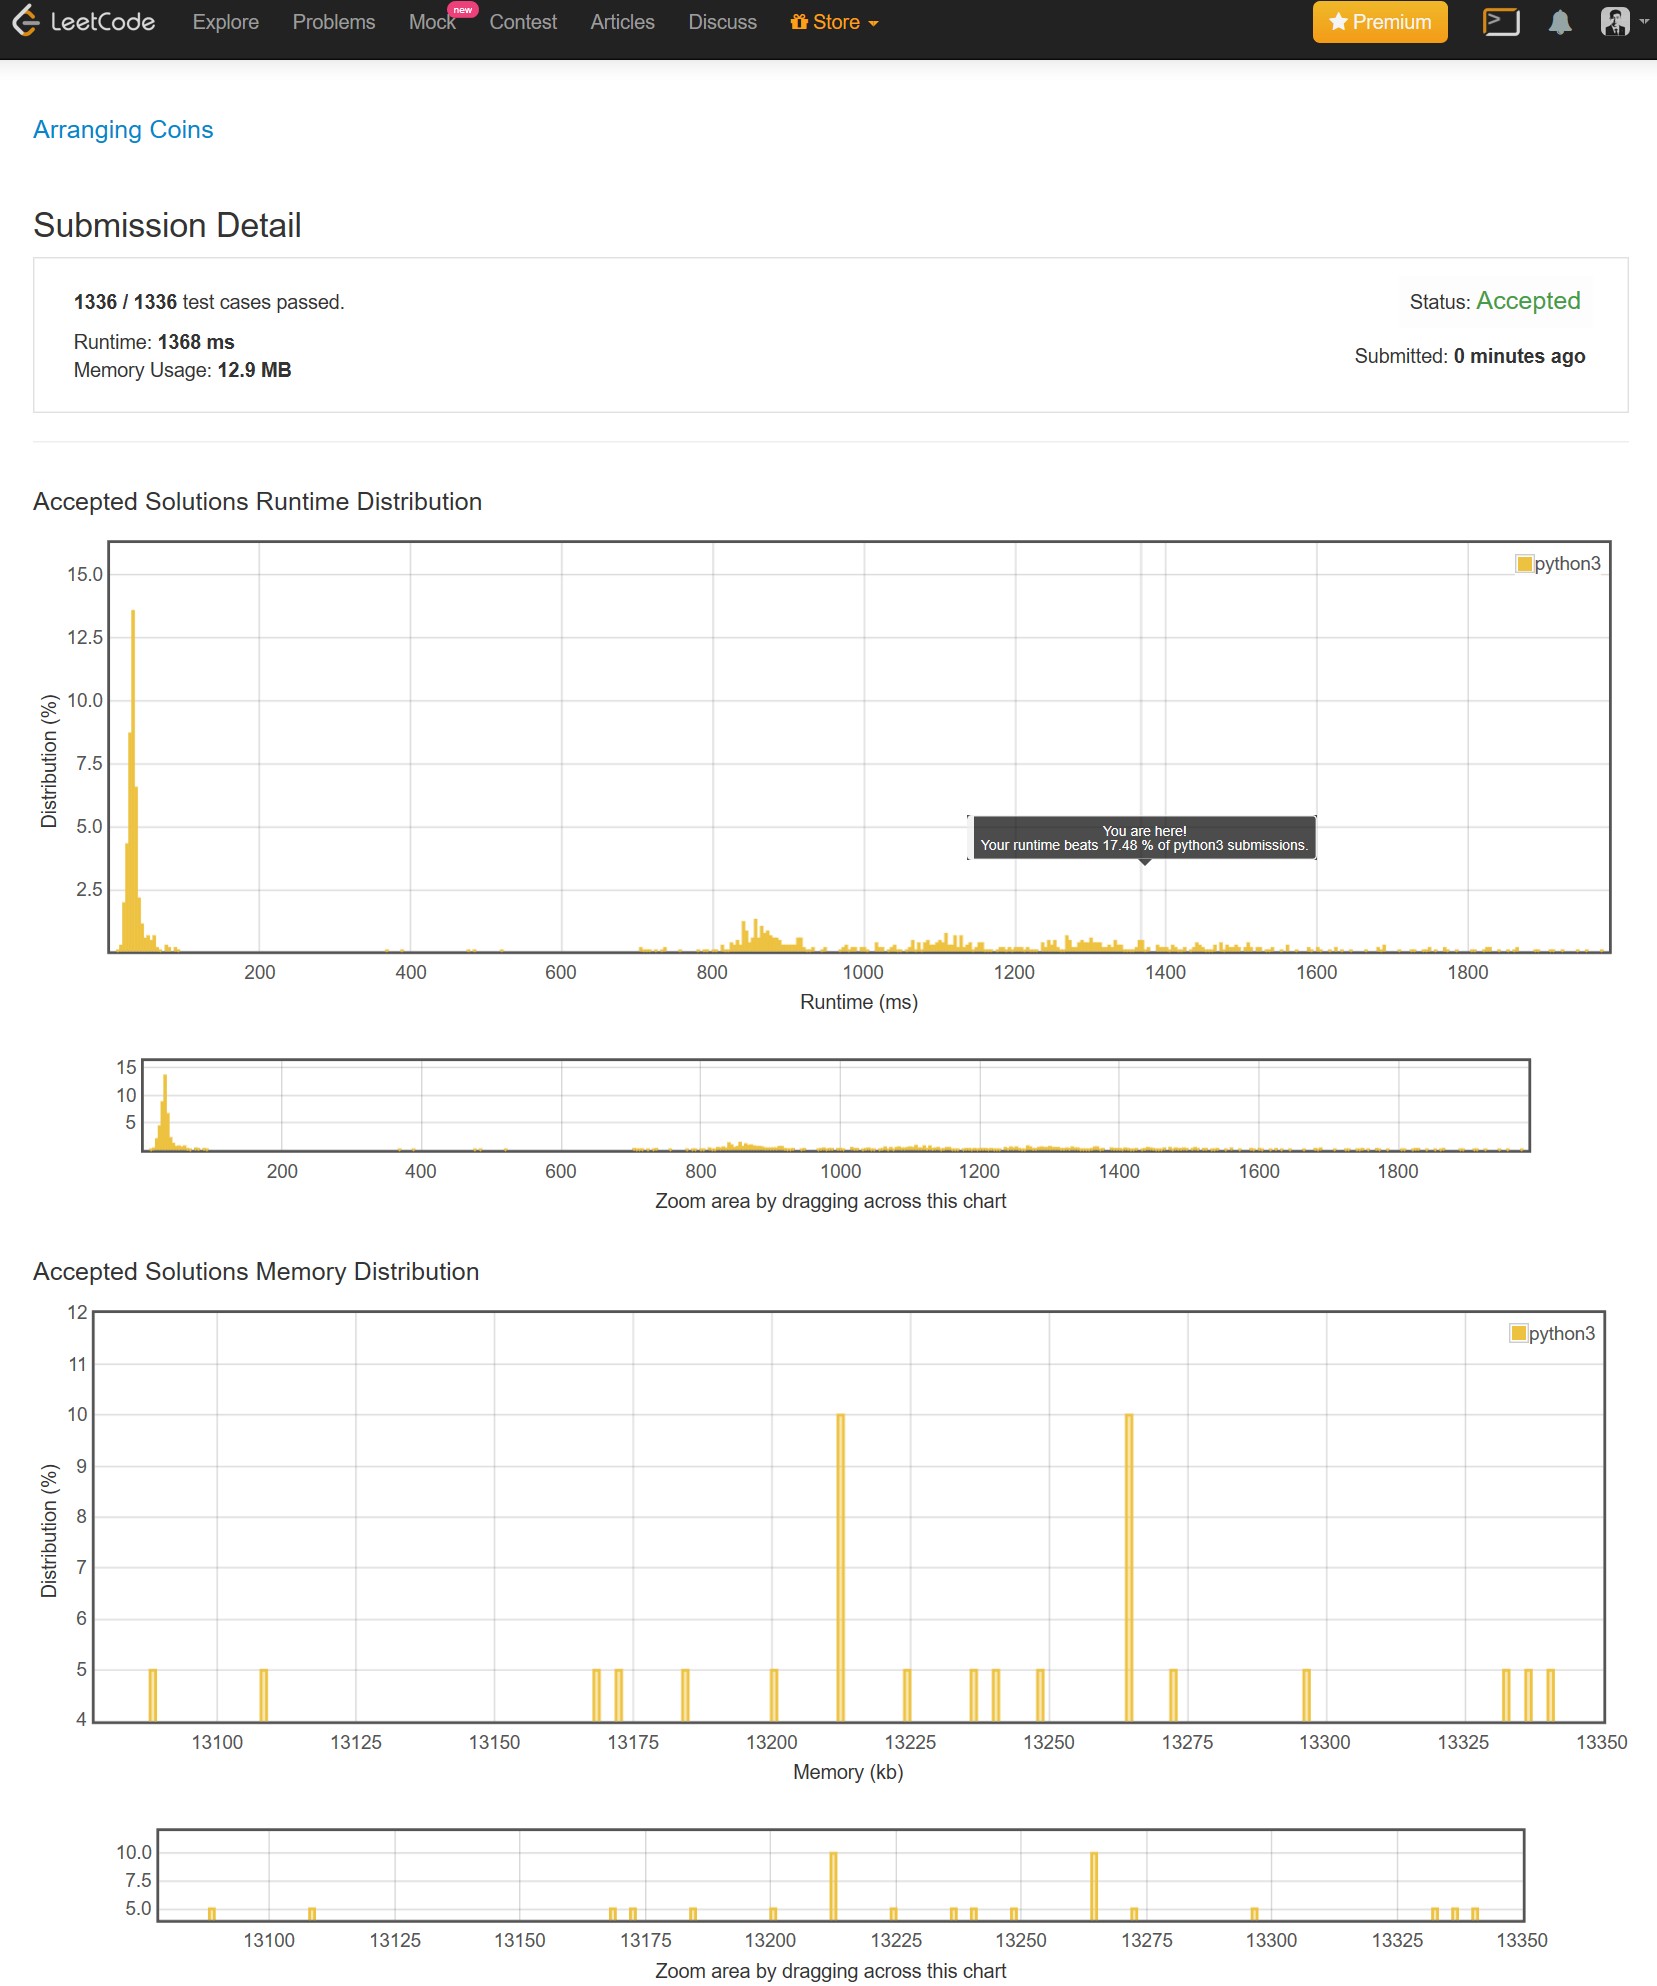 LeetCode Explore Problems Mock new Contest Articles Discuss Store Premium
Arranging Coins
Submission Detail
1336 / 1336 test cases passed.
Status: Accepted
Runtime: 1368 ms
Submitted: 0 minutes ago
Memory Usage: 12.9 MB
Accepted Solutions Runtime Distribution
python3
15.0
12.5
10.0
7.5
5.0
2.5
Distribution (%)
You are here!
Your runtime beats 17.48 % of python3 submissions.
200 400 600 800 1000 1200 1400 1600 1800
Runtime (ms)
15
10
5
200 400 600 800 1000 1200 1400 1600 1800
Zoom area by dragging across this chart
Accepted Solutions Memory Distribution
python3
12
11
10
9
8
7
6
5
4
Distribution (%)
13100 13125 13150 13175 13200 13225 13250 13275 13300 13325 13350
Memory (kb)
10.0
7.5
5.0
13100 13125 13150 13175 13200 13225 13250 13275 13300 13325 13350
Zoom area by dragging across this chart